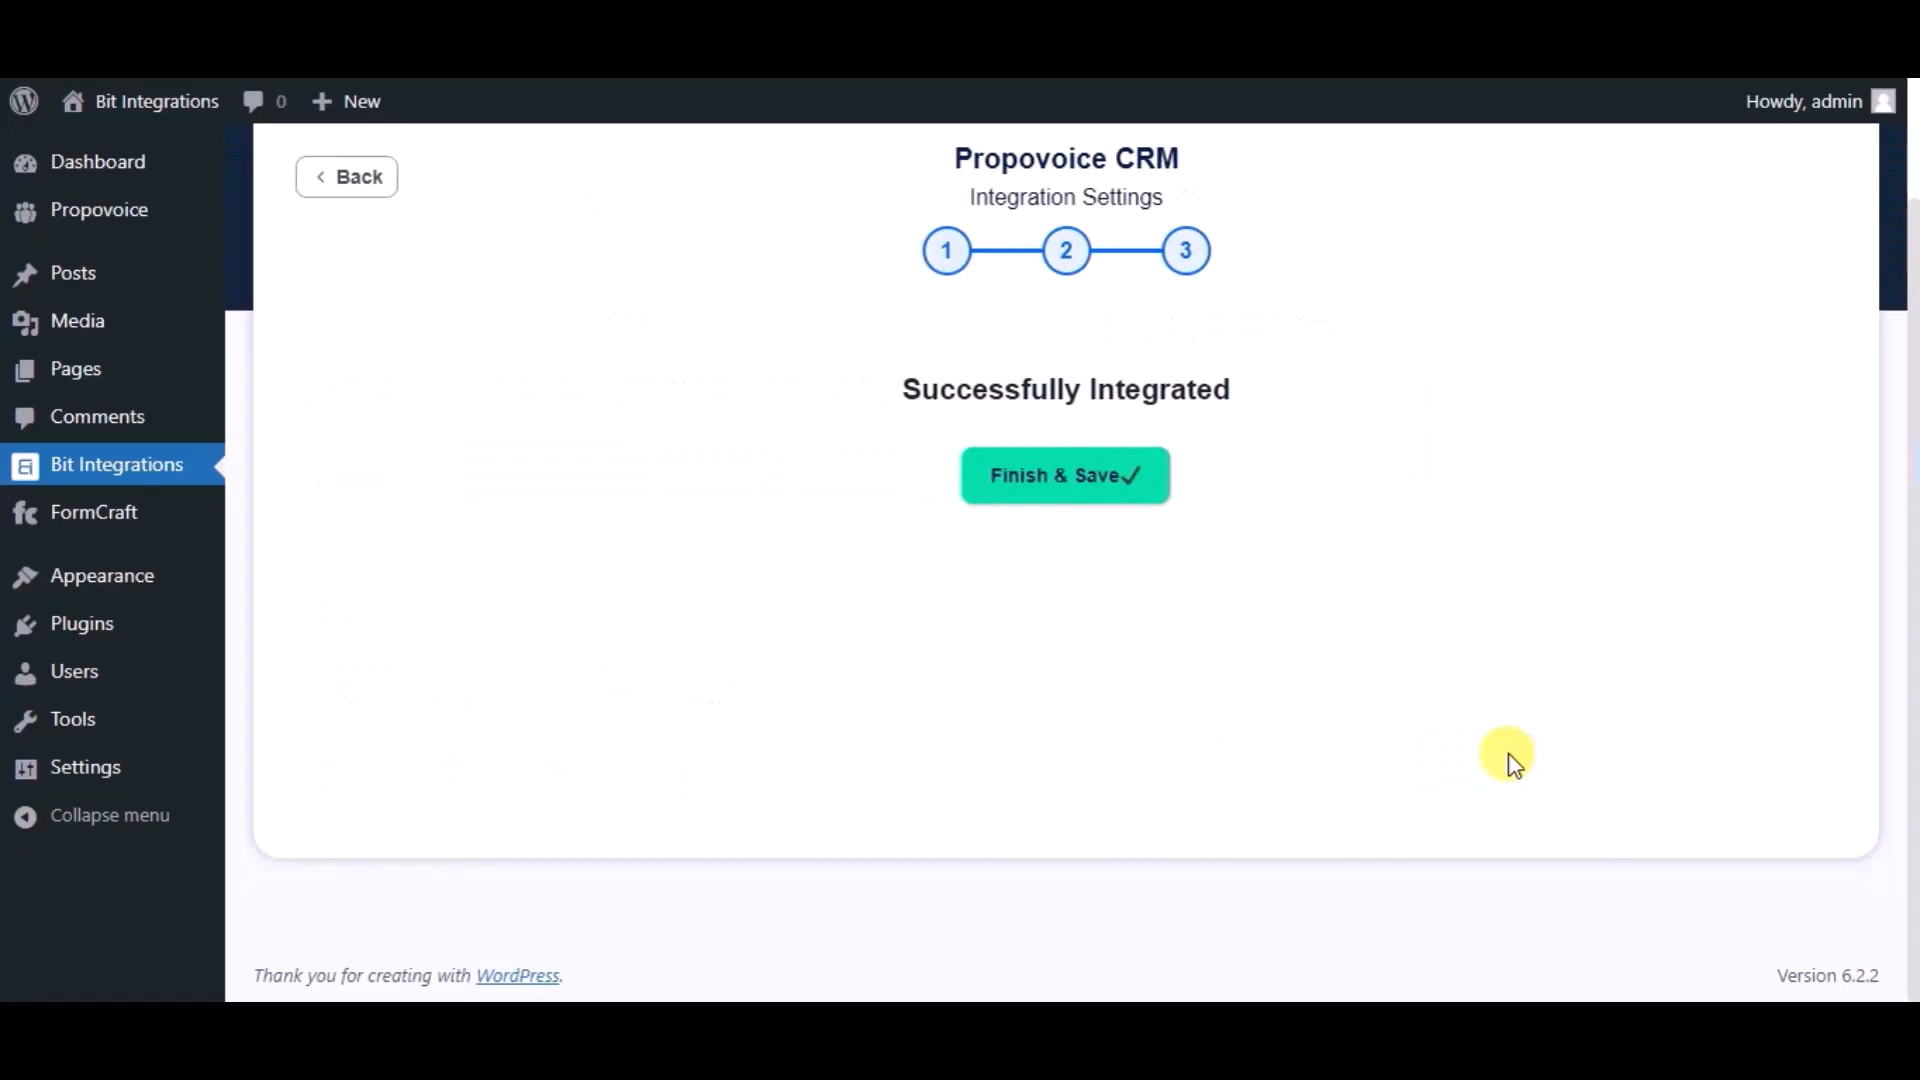 Bit Integrations 0 New Howdy, admin
Dashboard
Propovoice
Posts
Media
Pages
Comments
Bit Integrations
FormCraft
Appearance
Plugins
Users
Tools
Settings
Collapse menu
Back
Propovoice CRM
Integration Settings
1 2 3
Successfully Integrated
Finish & Save
Thank you for creating with WordPress.
Version 6.2.2